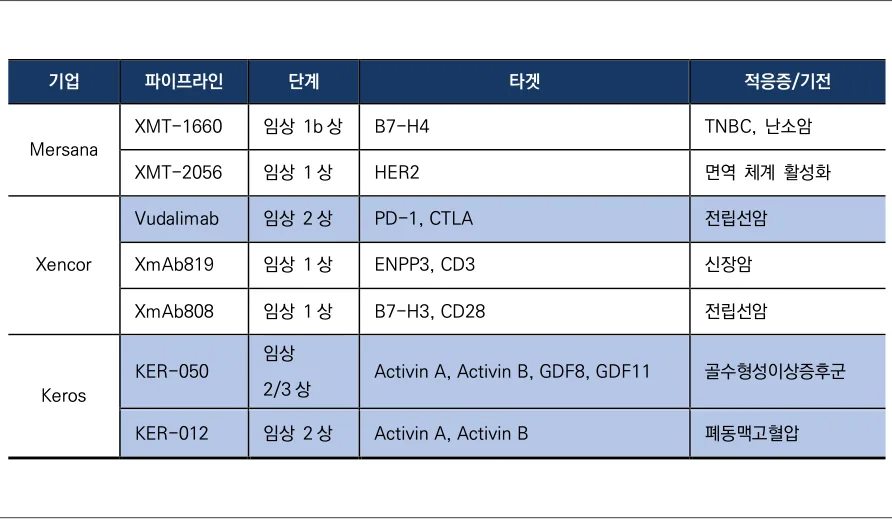 기업 파이프라인 단계 타겟 적응증/기전
Mersana
XMT-1660 임상 1b상 B7-H4 TNBC, 난소암
XMT-2056 임상 1상 HER2 면역 체계 활성화
Xencor
Vudalimab 임상 2상 PD-1, CTLA 전립선암
XmAb819 임상 1상 ENPP3, CD3 신장암
XmAb808 임상 1상 B7-H3, CD28 전립선암
Keros
KER-050 임상
2/3상 Activin A, Activin B, GDF8, GDF11 골수형성이상증후군
KER-012 임상 2상 Activin A, Activin B 폐동맥고혈압